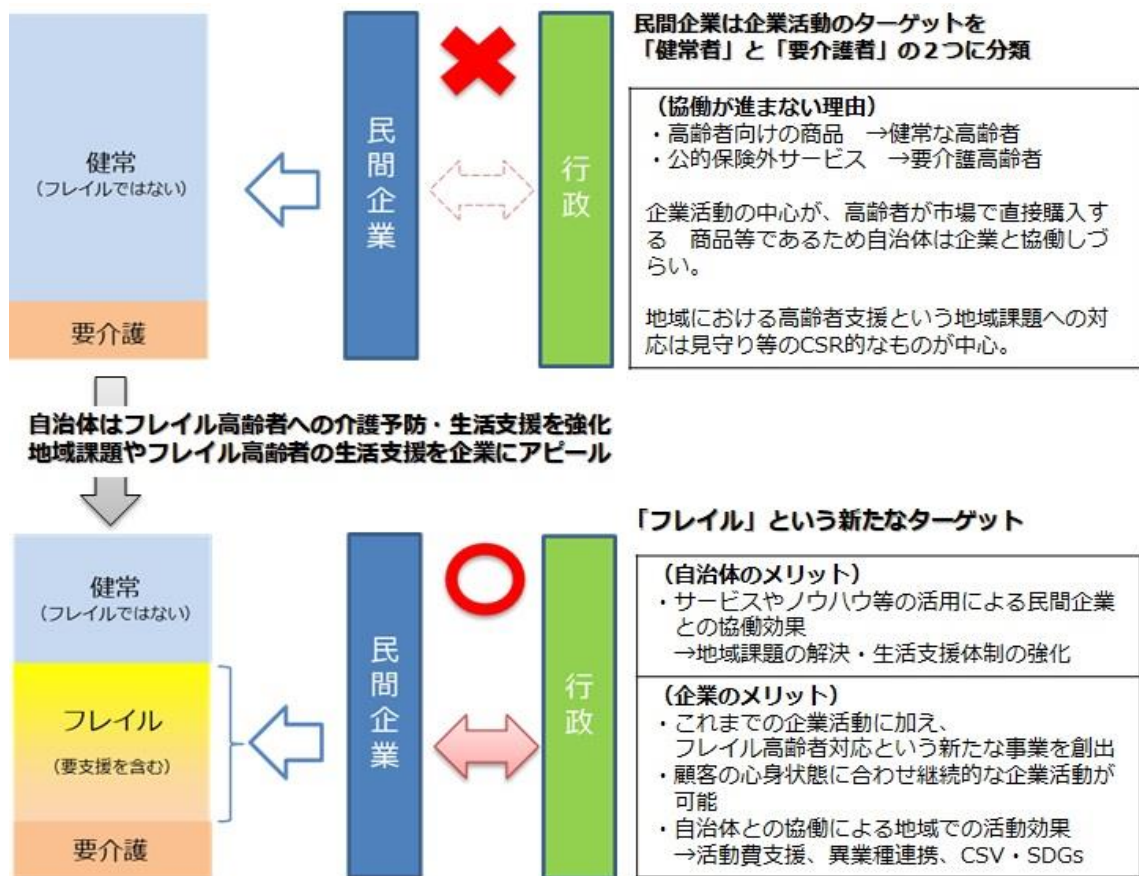 民間企業は企業活動のターゲットを
「健常者」と「要介護者」の2つに分類
健常
（フレイルではない）
要介護
民間企業
行政
（協働が進まない理由）
・高齢者向けの商品　→健常な高齢者
・公的保険外サービス　→要介護高齢者
企業活動の中心が、高齢者が市場で直接購入す
る　商品等であるため自治体は企業と協働しづ
らい。
地域における高齢者支援という地域課題への対
応は見守り等のCSR的なものが中心。
自治体はフレイル高齢者への介護予防・生活支援を強化
地域課題やフレイル高齢者の生活支援を企業にアピール
「フレイル」という新たなターゲット
健常
（フレイルではない）
フレイル
（要支援を含む）
要介護
民間企業
行政
（自治体のメリット）
・サービスやノウハウ等の活用による民間企業
との協働効果
→地域課題の解決・生活支援体制の強化
（企業のメリット）
・これまでの企業活動に加え、
フレイル高齢者対応という新たな事業を創出
・顧客の心身状態に合わせ継続的な企業活動が
可能
・自治体との協働による地域での活動効果
→活動費支援、異業種連携、CSV・SDGs